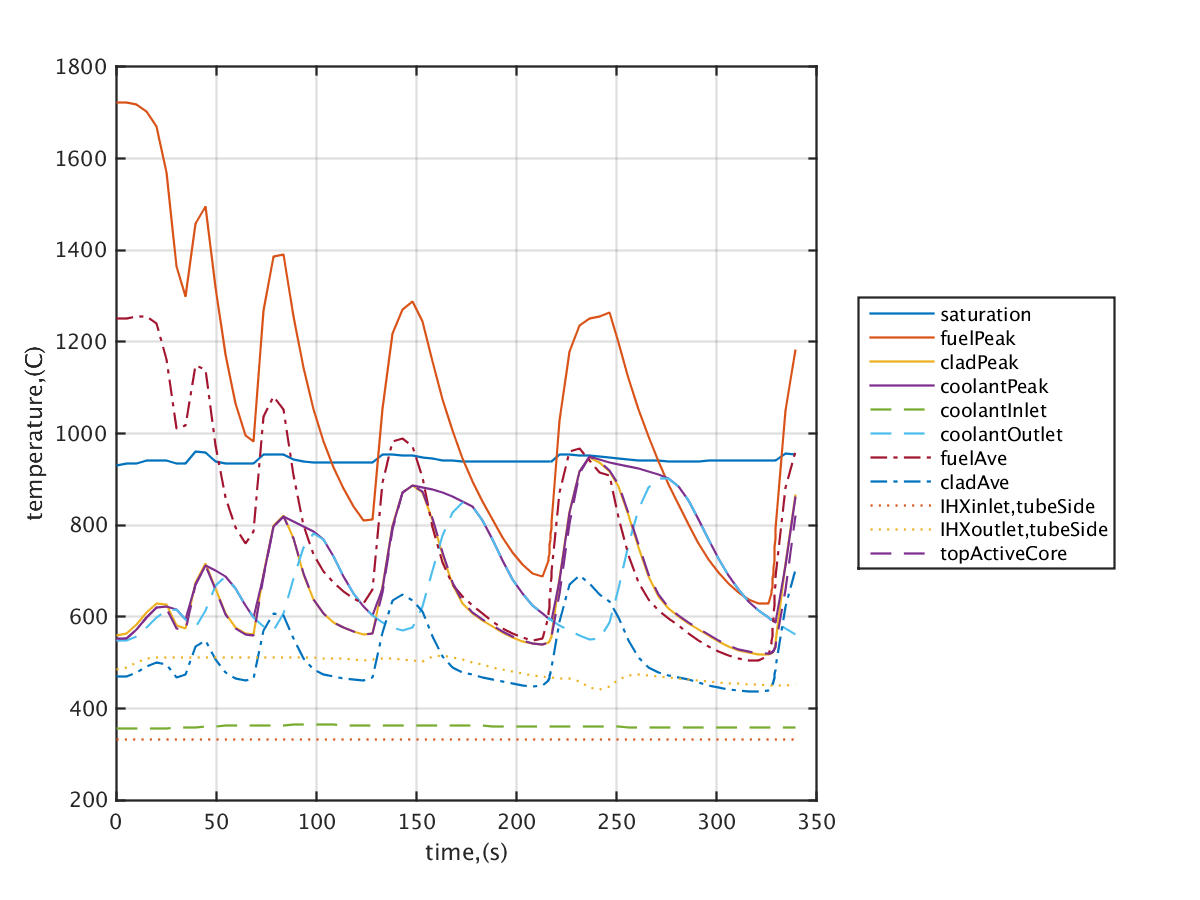 1800
1600
1400
1200
1000
800
600
400
200
temperature,(C)
0 50 100 150 200 250 300 350
time,(s)
saturation
fuelPeak
cladPeak
coolantPeak
coolantInlet
coolantOutlet
fuelAve
cladAve
IHXinlet,tubeSide
IHXoutlet,tubeSide
topActiveCore